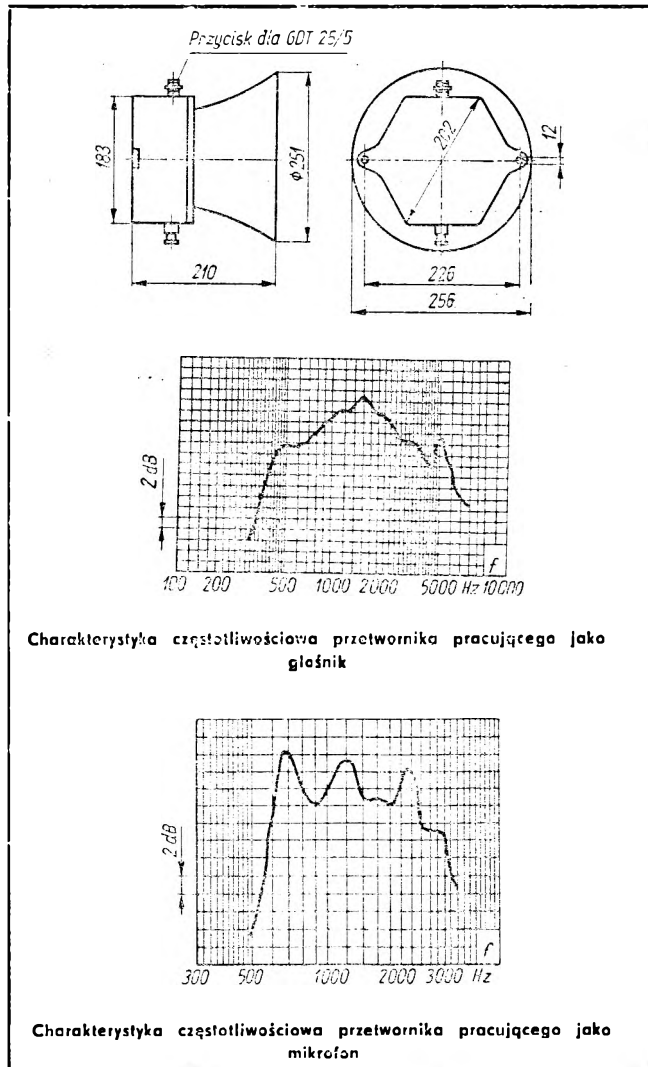 Przycisk dla GDT 25/5
183
ϕ 251
210
202
12
226
256
2 dB
f
100 200 500 1000 2000 5000 Hz 10000
Charakterystyka częstotliwościowa przetwornika pracującego jako
głośnik
2 dB
f
300 500 1000 2000 3000 Hz
Charakterystyka częstotliwościowa przetwornika pracującego jako
mikrofon